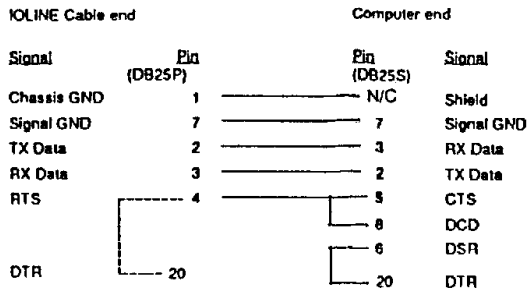 IOLINE Cable end Computer end
Signal Pin Pin Signal
(DB25P) (DB25S)
Chassis GND 1 N/C Shield
Signal GND 7 7 Signal GND
TX Data 2 3 RX Data
RX Data 3 2 TX Data
RTS 4 5 CTS
8 DCD
6 DSR
DTR 20 20 DTR